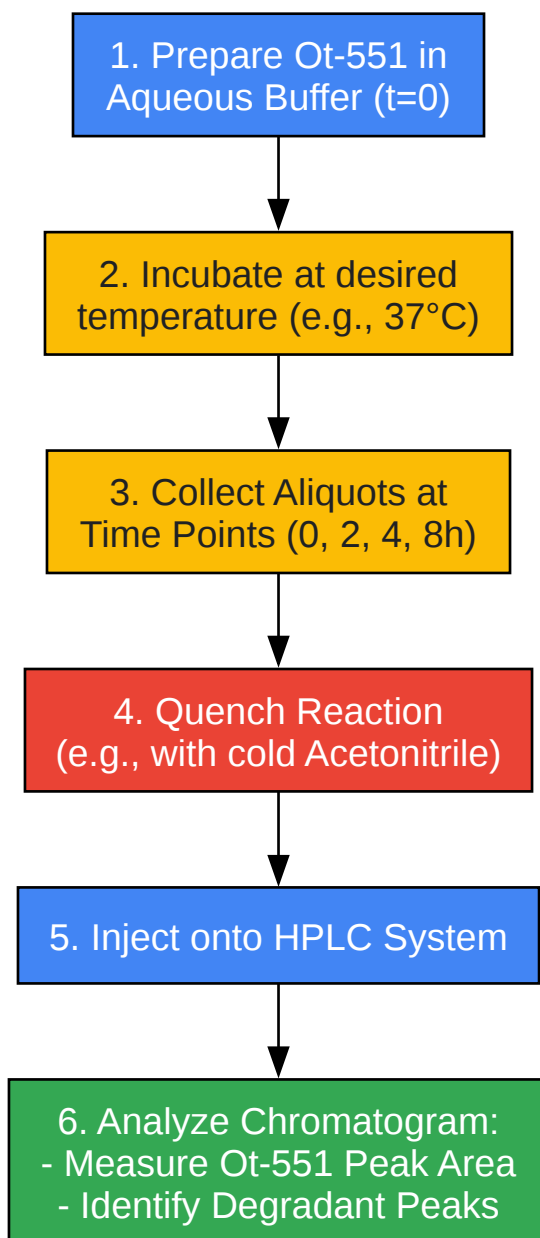 1. Prepare Ot-551 in
Aqueous Buffer (t=0)
2. Incubate at desired
temperature (e.g., 37°C)
3. Collect Aliquots at
Time Points (0, 2, 4, 8h)
4. Quench Reaction
(e.g., with cold Acetonitrile)
5. Inject onto HPLC System
6. Analyze Chromatogram:
- Measure Ot-551 Peak Area
- Identify Degradant Peaks